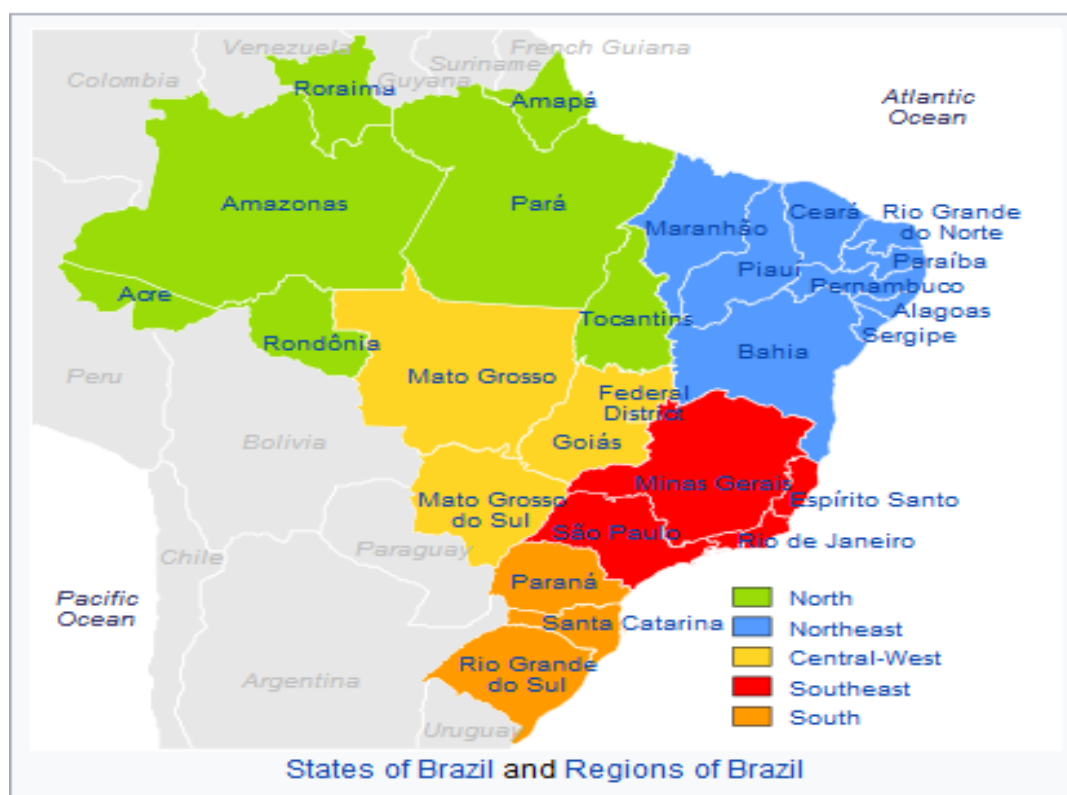 Venezuela
French Guiana
Suriname
Colombia
Guyana
Roraima
Amapá
Atlantic
Ocean
Amazonas
Pará
Ceará
Rio Grande
do Norte
Maranhão
Paraíba
Piauí
Pernambuco
Acre
Alagoas
Tocantins
Sergipe
Rondônia
Bahia
Peru
Mato Grosso
Federal
District
Bolivia
Goiás
Minas Gerais
Espírito Santo
Mato Grosso
do Sul
São Paulo
Rio de Janeiro
Chile
Paraguay
Paraná
Pacific
Ocean
North
Santa Catarina
Northeast
Central-West
Rio Grande
do Sul
Argentina
Southeast
South
Uruguay
States of Brazil and Regions of Brazil